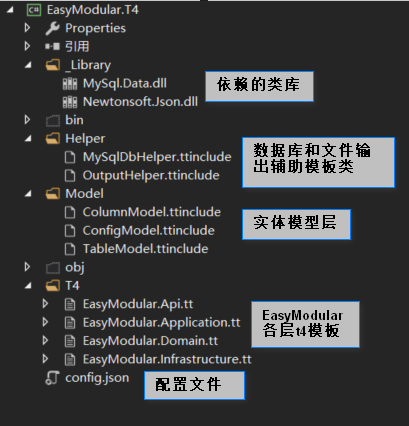 EasyModular.T4
Properties
引用
_Library
MySql.Data.dll
Newtonsoft.Json.dll
依赖的类库
bin
Helper
MySqlDbHelper.ttinclude
OutputHelper.ttinclude
数据库和文件输
出辅助模板类
Model
ColumnModel.ttinclude
ConfigModel.ttinclude
TableModel.ttinclude
实体模型层
obj
T4
EasyModular.Api.tt
EasyModular.Application.tt
EasyModular.Domain.tt
EasyModular.Infrastructure.tt
EasyModular
各层t4模板
config.json
配置文件